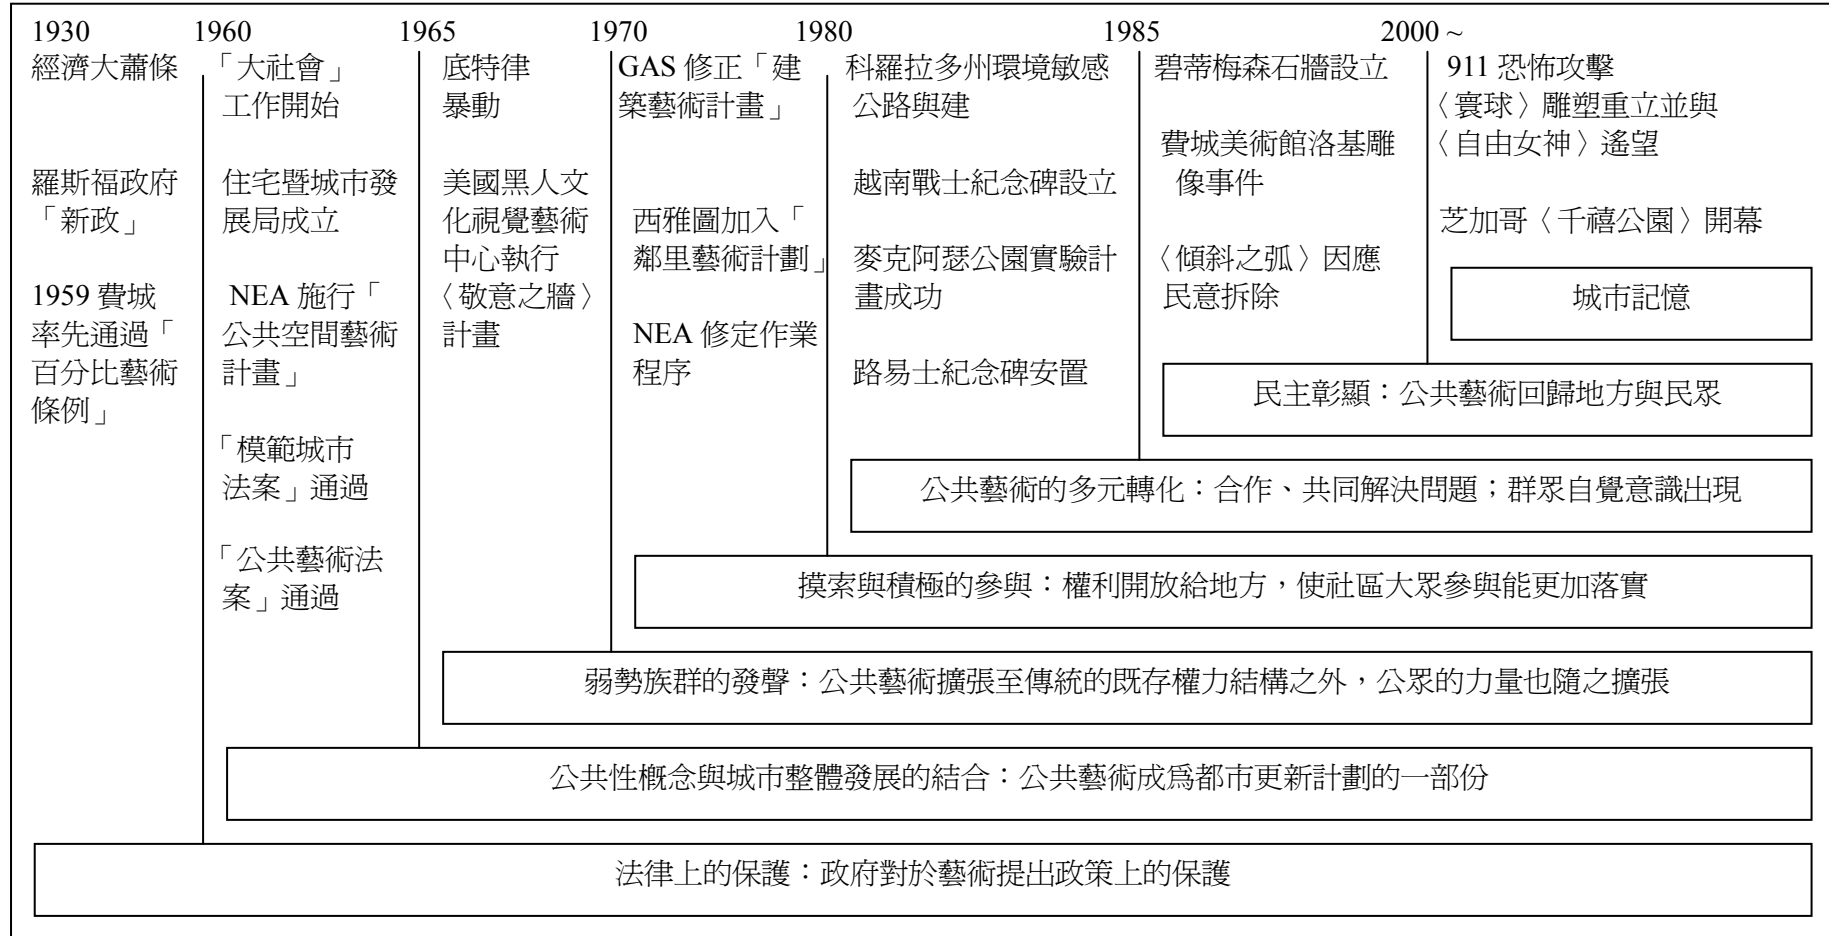 1930 1960 1965 1970 1980 1985 2000 ~
經濟大蕭條
羅斯福政府
「新政」
1959 費城
率先通過「
百分比藝術
條例」
「大社會」
工作開始
住宅暨城市發
展局成立
NEA 施行「
公共空間藝術
計畫」
「模範城市
法案」通過
「公共藝術法
案」通過
底特律
暴動
美國黑人文
化視覺藝術
中心執行
〈敬意之牆〉
計畫
GAS 修正「建
築藝術計畫」
西雅圖加入「
鄰里藝術計劃」
NEA 修定作業
程序
科羅拉多州環境敏感
公路與建
越南戰士紀念碑設立
麥克阿瑟公園實驗計
畫成功
路易士紀念碑安置
碧蒂梅森石牆設立
費城美術館洛基雕
像事件
〈傾斜之弧〉因應
民意拆除
911 恐怖攻擊
〈寰球〉雕塑重立並與
〈自由女神〉遙望
芝加哥〈千禧公園〉開幕
城市記憶
民主彰顯：公共藝術回歸地方與民眾
公共藝術的多元轉化：合作、共同解決問題；群眾自覺意識出現
摸索與積極的參與：權利開放給地方，使社區大眾參與能更加落實
弱勢族群的發聲：公共藝術擴張至傳統的既存權力結構之外，公眾的力量也隨之擴張
公共性概念與城市整體發展的結合：公共藝術成為都市更新計劃的一部份
法律上的保護：政府對於藝術提出政策上的保護